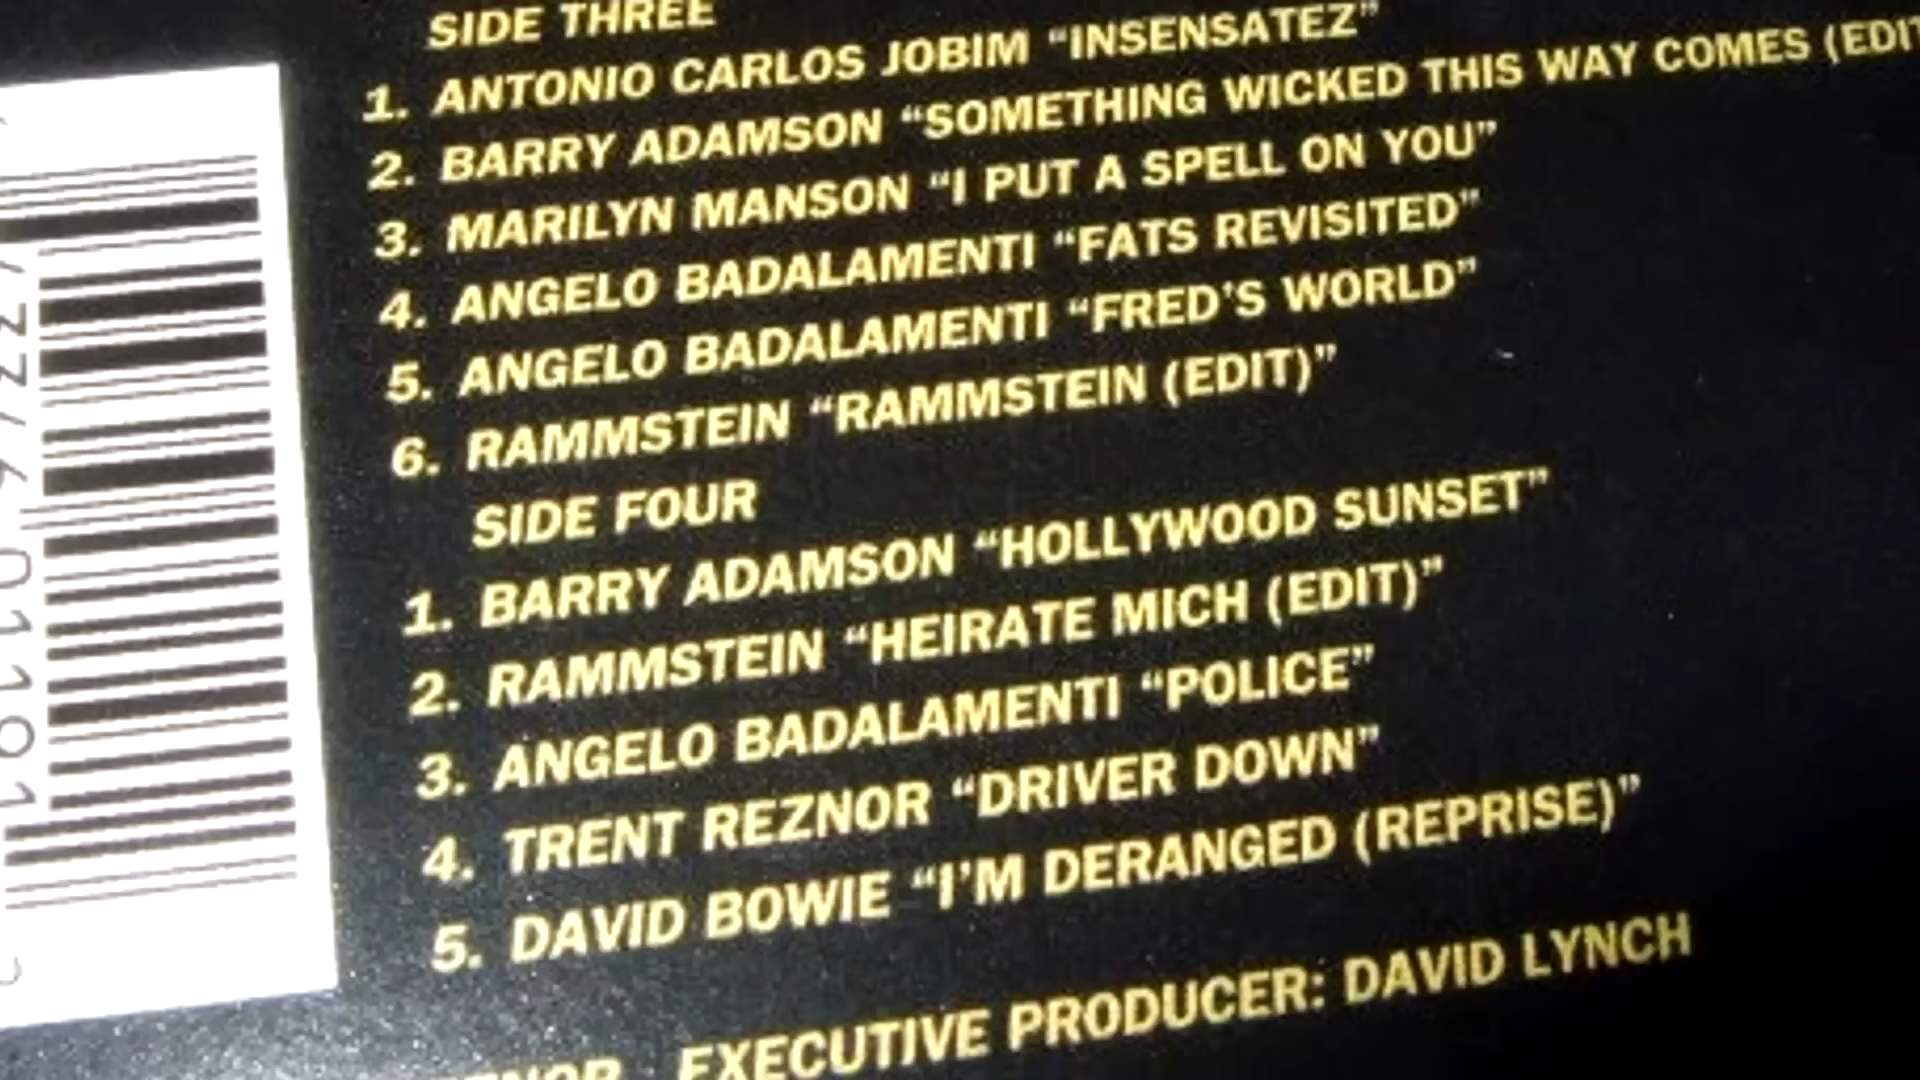 SIDE THREE
1. ANTONIO CARLOS JOBIM “INSENSATEZ”
2. BARRY ADAMSON “SOMETHING WICKED THIS WAY COMES (EDIT
3. MARILYN MANSON “I PUT A SPELL ON YOU”
4. ANGELO BADALAMENTI “FATS REVISITED”
5. ANGELO BADALAMENTI “FRED’S WORLD”
6. RAMMSTEIN “RAMMSTEIN (EDIT)”
SIDE FOUR
1. BARRY ADAMSON “HOLLYWOOD SUNSET”
2. RAMMSTEIN “HEIRATE MICH (EDIT)”
3. ANGELO BADALAMENTI “POLICE”
4. TRENT REZNOR “DRIVER DOWN”
5. DAVID BOWIE “I’M DERANGED (REPRISE)”
EXECUTIVE PRODUCER: DAVID LYNCH